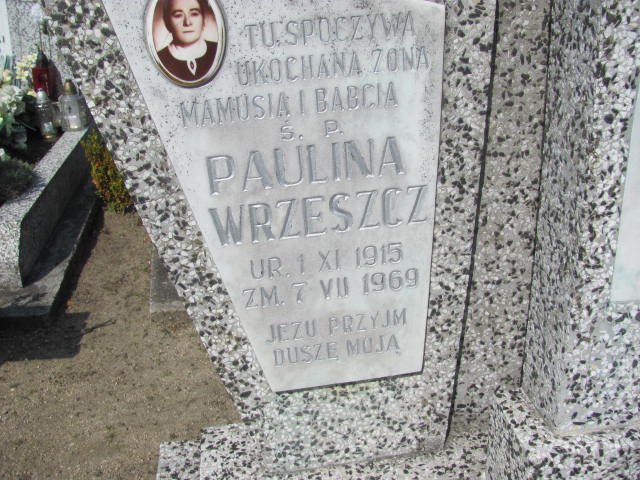 TU SPOCZYWA
UKOCHANA ŻONA
MAMUSIA I BABCIA
Ś. P.
PAULINA
WRZESZCZ
UR. 1 XI 1915
ZM. 7 VII 1969
JEZU PRZYJM
DUSZĘ MOJĄ